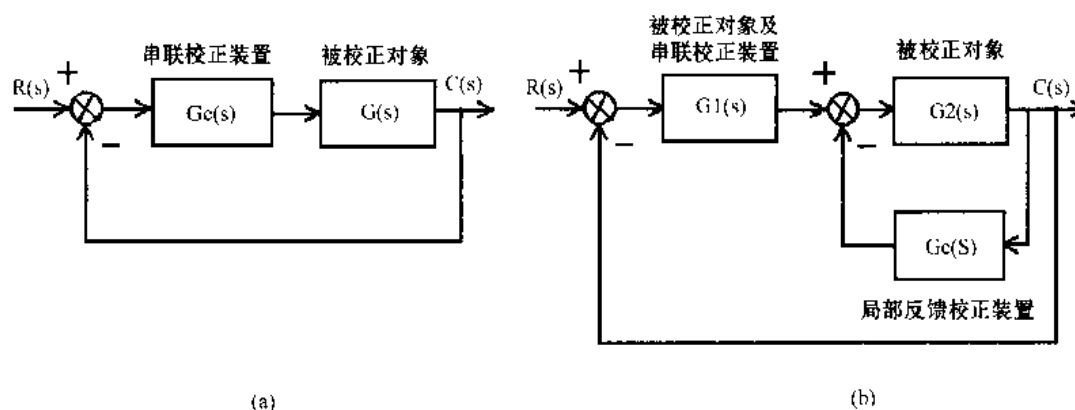 串联校正装置
被校正对象
R(s)
+
Gc(s)
G(s)
C(s)
−
(a)
被校正对象及
串联校正装置
被校正对象
R(s)
+
G1(s)
+
G2(s)
C(s)
−
−
Gc(S)
局部反馈校正装置
(b)